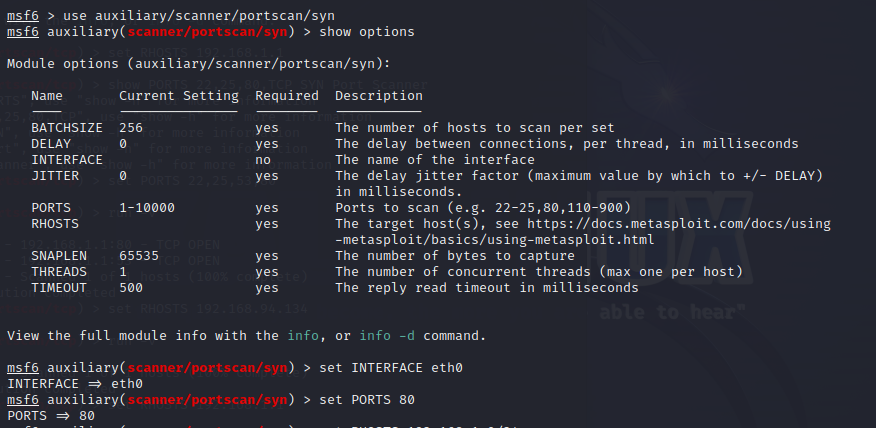 msf6 > use auxiliary/scanner/portscan/syn
msf6 auxiliary(scanner/portscan/syn) > show options
Module options (auxiliary/scanner/portscan/syn):
Name Current Setting Required Description
BATCHSIZE 256 yes The number of hosts to scan per set
DELAY 0 yes The delay between connections, per thread, in milliseconds
INTERFACE no The name of the interface
JITTER 0 yes The delay jitter factor (maximum value by which to +/- DELAY)
in milliseconds.
PORTS 1-10000 yes Ports to scan (e.g. 22-25,80,110-900)
RHOSTS yes The target host(s), see https://docs.metasploit.com/docs/using
-metasploit/basics/using-metasploit.html
SNAPLEN 65535 yes The number of bytes to capture
THREADS 1 yes The number of concurrent threads (max one per host)
TIMEOUT 500 yes The reply read timeout in milliseconds
able to hear"
View the full module info with the info, or info -d command.
msf6 auxiliary(scanner/portscan/syn) > set INTERFACE eth0
INTERFACE ⇒ eth0
msf6 auxiliary(scanner/portscan/syn) > set PORTS 80
PORTS ⇒ 80